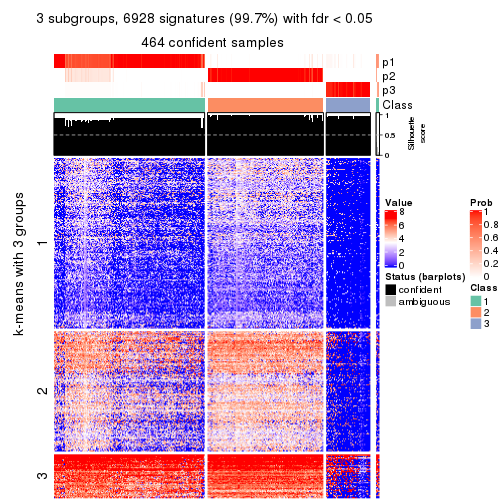 3 subgroups, 6928 signatures (99.7%) with fdr < 0.05
464 confident samples
p1
p2
p3
Class
1
0.5
0
Silhouette
score
k-means with 3 groups
1
2
3
Value
8
6
4
2
0
Status (barplots)
confident
ambiguous
Prob
1
0.8
0.6
0.4
0.2
0
Class
1
2
3